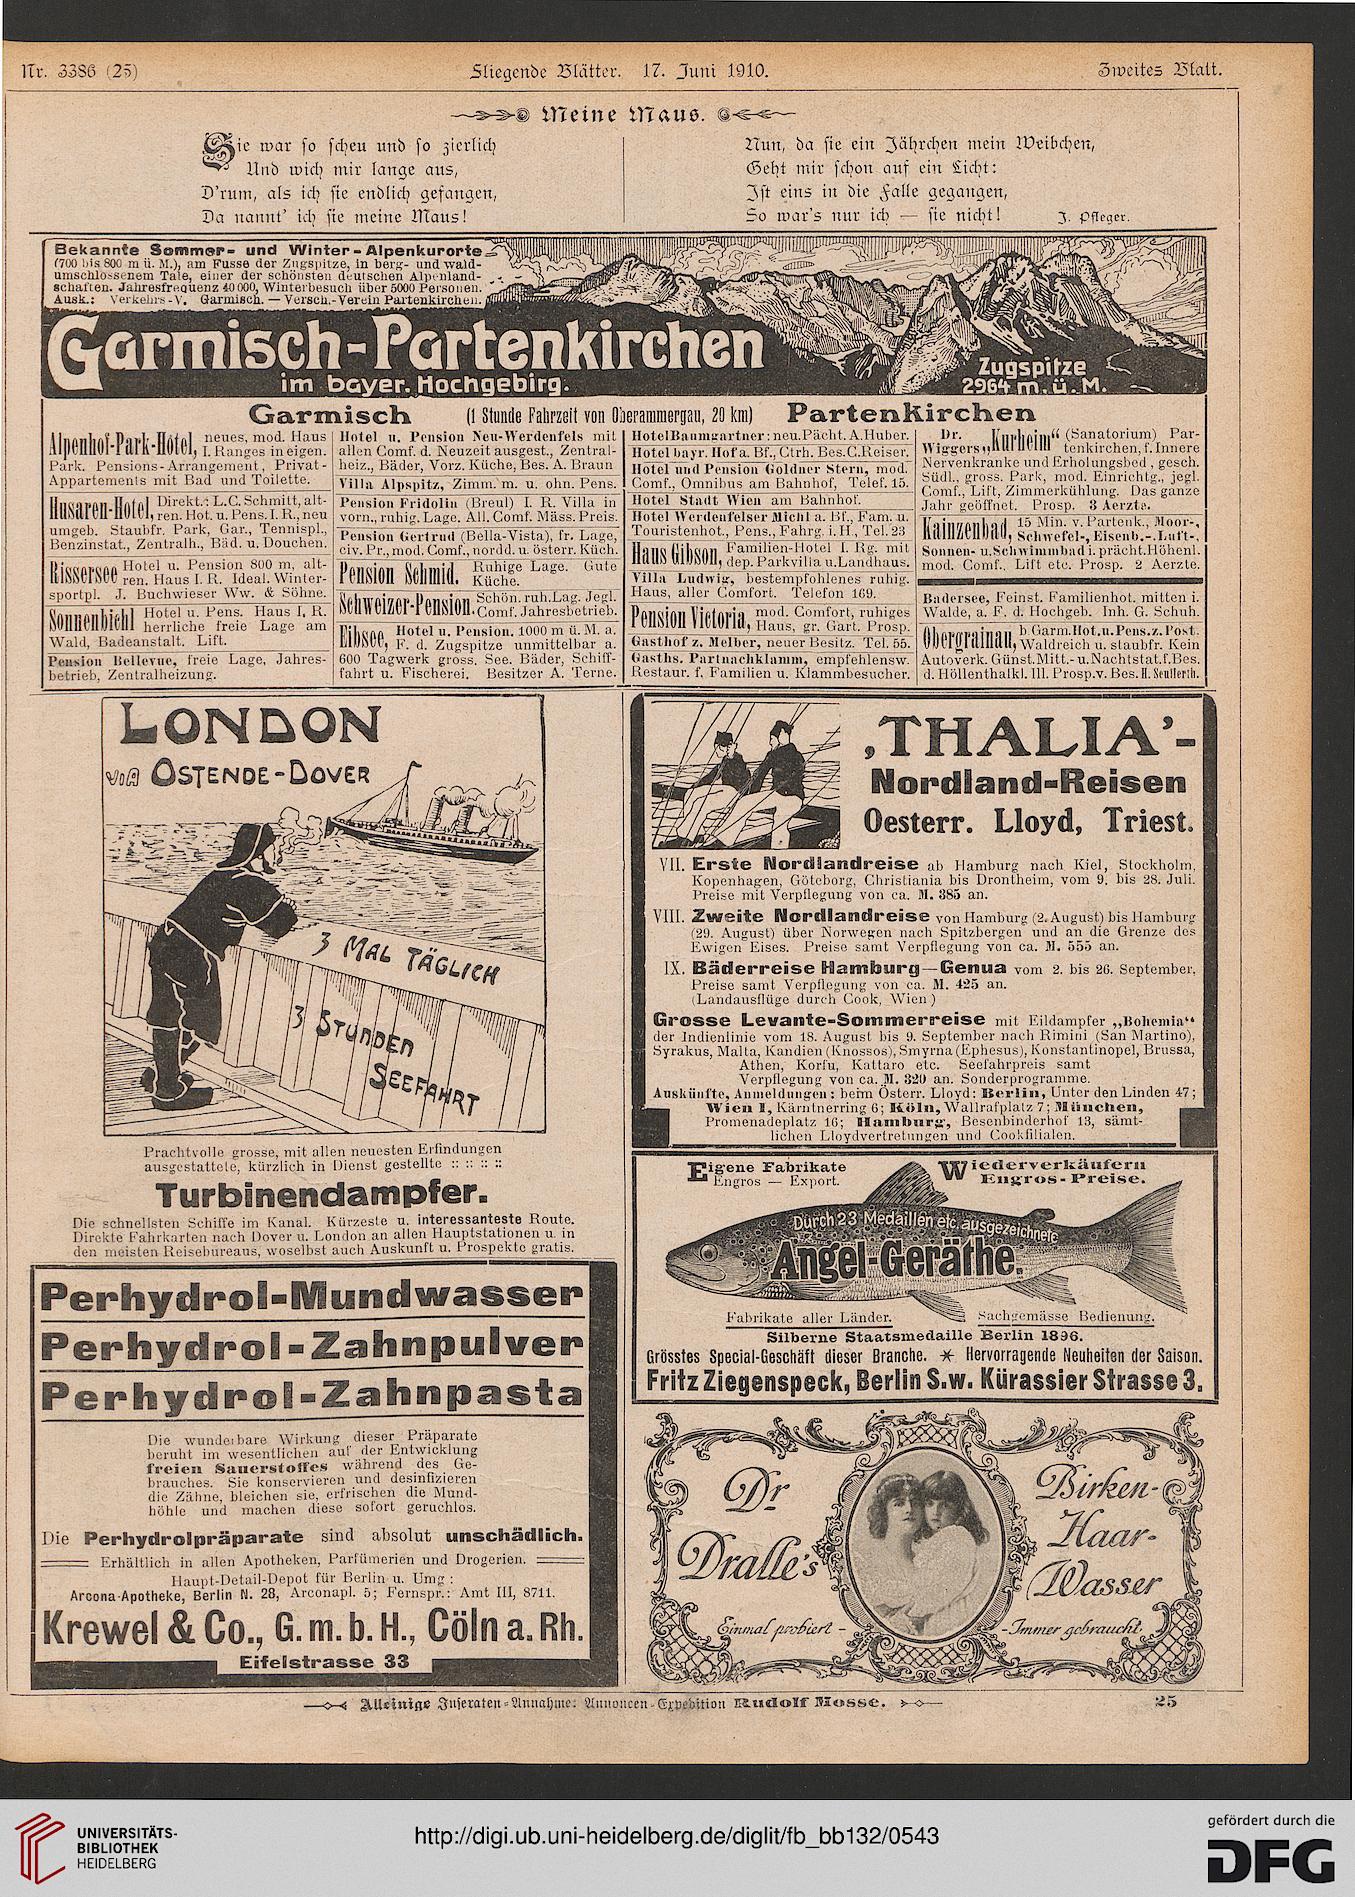 Nr. 3386 (25)
Fliegende Blätter. 17. Juni 1910.
Zweites Blatt.
Meine Maus.
Sie war so scheu und so zierlich
Und wich mir lange aus,
D'rum, als ich sie endlich gefangen,
Da nannt' ich sie meine Maus!
Nun, da sie ein Jährchen mein Weibchen,
Geht mir schon auf ein Licht:
Ist eins in die Falle gegangen,
So war's nur ich — sie nicht!
J. Pfleger.
Bekannte Sommer- und Winter-Alpenkurorte
(700 bis 800 m ü. M.), am Fusse der Zugspitze, in berg- und wald-
umschlossenem Tale, einer der schönsten deutschen Alpenland-
schaften. Jahresfrequenz 40 000, Winterbesuch über 5000 Personen.
Ausk.: Verkehrs-V. Garmisch. — Versch.-Verein Partenkirchen.
Garmisch-Partenkirchen
im bayer. Hochgebirg.
Zugspitze
2964 m. ü. M.
Garmisch (1 Stunde Fahrzeit von Oberammergau, 20 km) Partenkirchen
Alpenhof-Park-Hôtel, neues, mod. Haus
I. Ranges in eigen.
Park. Pensions-Arrangement, Privat-
Appartements mit Bad und Toilette.
Husaren-Hotel, Direkt.: L.C. Schmitt, alt-
ren. Hot. u. Pens. I. R., neu
umgeb. Staubfr. Park, Gar., Tennispl.,
Benzinstat., Zentralh., Bäd. u. Douchen.
Rissersee Hotel u. Pension 800 m, alt-
ren. Haus I. R. Ideal. Winter-
sportpl. J. Buchwieser Ww. & Söhne.
Sonnenbichl Hotel u. Pens. Haus I. R.
herrliche freie Lage am
Wald, Badeanstalt. Lift.
Pension Bellevue, freie Lage, Jahres-
betrieb, Zentralheizung.
Hotel u. Pension Neu-Werdenfels mit
allen Comf. d. Neuzeit ausgest., Zentral-
heiz., Bäder, Vorz. Küche, Bes. A. Braun
Villa Alpspitz, Zimm. m. u. ohn. Pens.
Pension Fridolin (Breul) I. R. Villa in
vorn., ruhig. Lage. All. Comf. Mäss. Preis.
Pension Gertrud (Bella-Vista), fr. Lage,
civ. Pr., mod. Comf., nordd. u. österr. Küch.
Pension Schmid. Ruhige Lage. Gute
Küche.
Schweizer-Pension. Schön. ruh. Lag. Jegl.
Comf. Jahresbetrieb.
Eibsee, Hotel u. Pension. 1000 m ü. M. a.
F. d. Zugspitze unmittelbar a.
600 Tagwerk gross. See. Bäder, Schiff-
fahrt u. Fischerei. Besitzer A. Terne.
Hotel Baumgartner: neu. Pächt. A. Huber.
Hotel bayr. Hof a. Bf., Ctrh. Bes. C. Reiser.
Hotel und Pension Goldner Stern, mod.
Comf., Omnibus am Bahnhof, Telef. 15.
Hotel Stadt Wien am Bahnhof.
Hotel Werdenfelser Michl a. Bf., Fam. u.
Touristenhot., Pens., Fahrg. i. H., Tel. 23
Haus Gibson, Familien-Hotel I. Rg. mit
dep. Parkvilla u. Landhaus.
Villa Ludwig, bestempfohlenes ruhig.
Haus, aller Comfort. Telefon 169.
Pension Victoria, mod. Comfort, ruhiges
Haus, gr. Gart. Prosp.
Gasthof z. Melber, neuer Besitz. Tel. 55.
Gasths. Partnachklamm, empfehlensw.
Restaur. f. Familien u. Klammbesucher.
Dr. Wiggers „Kurheim“ (Sanatorium) Par-
tenkirchen, f. Innere
Nervenkranke und Erholungsbed., gesch.
Südl., gross. Park, mod. Einrichtg., jegl.
Comf., Lift, Zimmerkühlung. Das ganze
Jahr geöffnet. Prosp. 3 Aerzte.
Kainzenbad, 15 Min. v. Partenk., Moor-,
Schwefel-, Eisenb.-, Luft-,
Sonnen- u. Schwimmbad i. prächt. Höhenl.
mod. Comf., Lift etc. Prosp. 2 Aerzte.
Badersee, Feinst. Familienhot. mitten i.
Walde, a. F. d. Hochgeb. Inh. G. Schuh.
Obergrainau, b. Garm. Hot. u. Pens. z. Post.
Waldreich u. staubfr. Kein
Autoverk. Günst. Mitt.- u. Nachtstat. f. Bes.
d. Höllenthalkl. Ill. Prosp. v. Bes. H. Seufferth.
LONDON
VIA OSTENDE-DOVER
3 MAL TÄGLICH
3 STUNDEN
SEEFAHRT
Prachtvolle grosse, mit allen neuesten Erfindungen
ausgestattete, kürzlich in Dienst gestellte :: :: :: ::
Turbinendampfer.
Die schnellsten Schiffe im Kanal. Kürzeste u. interessanteste Route.
Direkte Fahrkarten nach Dover u. London an allen Hauptstationen u. in
den meisten Reisebureaus, woselbst auch Auskunft u. Prospekte gratis.
‚THALIA’-
Nordland-Reisen
Oesterr. Lloyd, Triest.
VII. Erste Nordlandreise ab Hamburg nach Kiel, Stockholm,
Kopenhagen, Göteborg, Christiania bis Drontheim, vom 9. bis 28. Juli.
Preise mit Verpflegung von ca. M. 385 an.
VIII. Zweite Nordlandreise von Hamburg (2. August) bis Hamburg
(29. August) über Norwegen nach Spitzbergen und an die Grenze des
Ewigen Eises. Preise samt Verpflegung von ca. M. 555 an.
IX. Bäderreise Hamburg—Genua vom 2. bis 26. September,
Preise samt Verpflegung von ca. M. 425 an.
(Landausflüge durch Cook, Wien)
Grosse Levante-Sommerreise mit Eildampfer „Bohemia“
der Indienlinie vom 18. August bis 9. September nach Rimini (San Martino),
Syrakus, Malta, Kandien (Knossos), Smyrna (Ephesus), Konstantinopel, Brussa,
Athen, Korfu, Kattaro etc. Seefahrpreis samt
Verpflegung von ca. M. 320 an. Sonderprogramme.
Auskünfte, Anmeldungen: beim Österr. Lloyd: Berlin, Unter den Linden 47;
Wien I, Kärntnerring 6; Köln, Wallrafplatz 7; München,
Promenadeplatz 16; Hamburg, Besenbinderhof 13, sämt-
lichen Lloydvertretungen und Cookfilialen.
Eigene Fabrikate
Engros — Export.
Wiederverkäufern
Engros-Preise.
Durch 23 Medaillen etc. ausgezeichnete
Angel-Geräthe.
Fabrikate aller Länder.
Sachgemässe Bedienung.
Silberne Staatsmedaille Berlin 1896.
Grösstes Special-Geschäft dieser Branche. * Hervorragende Neuheiten der Saison.
Fritz Ziegenspeck, Berlin S.w. Kürassier Strasse 3.
Perhydrol-Mundwasser
Perhydrol-Zahnpulver
Perhydrol-Zahnpasta
Die wunderbare Wirkung dieser Präparate
beruht im wesentlichen auf der Entwicklung
freien Sauerstoffes während des Ge-
brauches. Sie konservieren und desinfizieren
die Zähne, bleichen sie, erfrischen die Mund-
höhle und machen diese sofort geruchlos.
Die Perhydrolpräparate sind absolut unschädlich.
Erhältlich in allen Apotheken, Parfümerien und Drogerien.
Haupt-Detail-Depot für Berlin u. Umg:
Arcona-Apotheke, Berlin N. 28, Arconapl. 5; Fernspr.: Amt III, 8711.
Krewel & Co., G. m. b. H., Cöln a. Rh.
Eifelstrasse 33
Dr
Dralle's
Birken-
Haar-
Wasser
Einmal probiert -
- Immer gebraucht.
Alleinige Inseraten-Annahme: Annoncen-Expedition Rudolf Mosse.
25
UNIVERSITÄTS-
BIBLIOTHEK
HEIDELBERG
http://digi.ub.uni-heidelberg.de/diglit/fb_bb132/0543
gefördert durch die
DFG